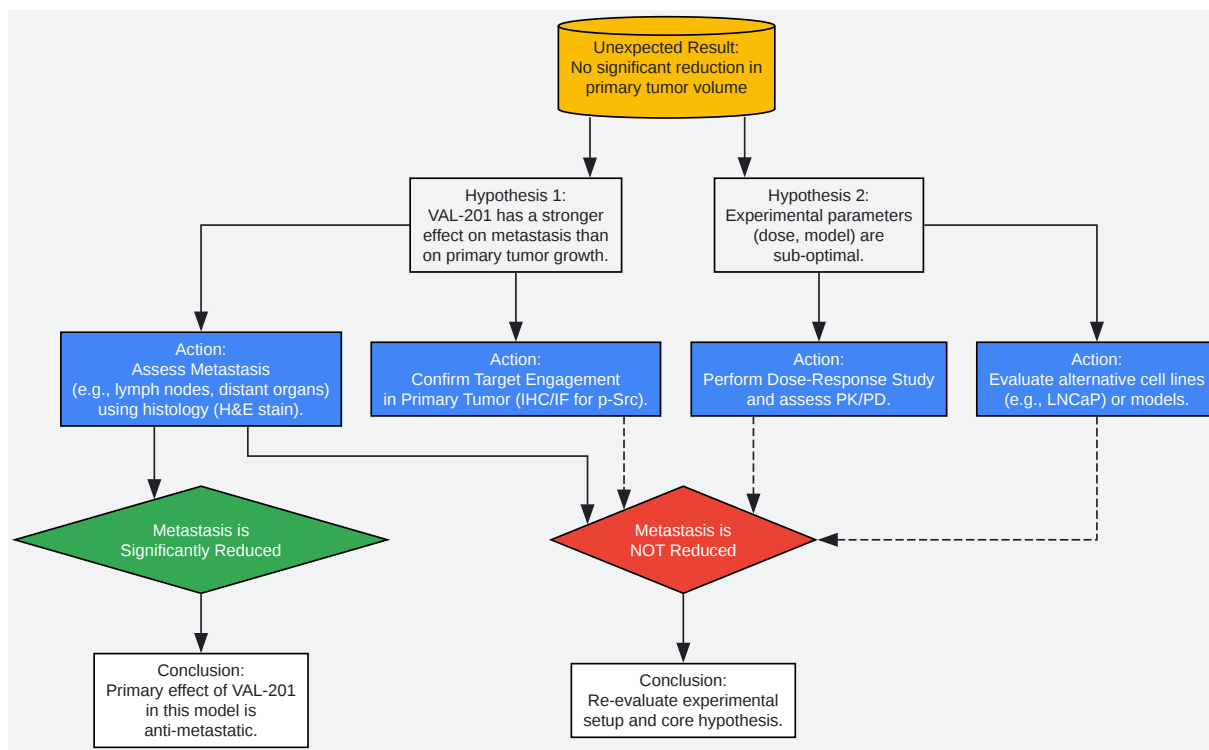 Unexpected Result:
No significant reduction in
primary tumor volume
Hypothesis 1:
VAL-201 has a stronger
effect on metastasis than
on primary tumor growth.
Hypothesis 2:
Experimental parameters
(dose, model) are
sub-optimal.
Action:
Assess Metastasis
(e.g., lymph nodes, distant organs)
using histology (H&E stain).
Action:
Confirm Target Engagement
in Primary Tumor (IHC/IF for p-Src).
Action:
Perform Dose-Response Study
and assess PK/PD.
Action:
Evaluate alternative cell lines
(e.g., LNCaP) or models.
Metastasis is
Significantly Reduced
Metastasis is
NOT Reduced
Conclusion:
Primary effect of VAL-201
in this model is
anti-metastatic.
Conclusion:
Re-evaluate experimental
setup and core hypothesis.